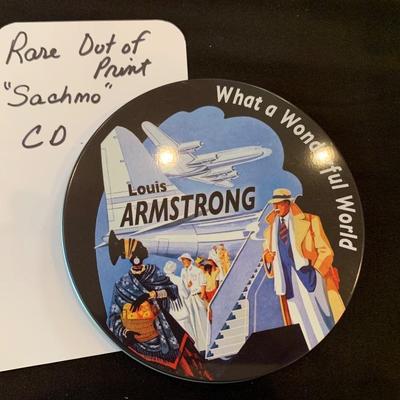 Rare Out of
Print
"Sachmo"
CD
What a Wonderful World
Louis
ARMSTRONG